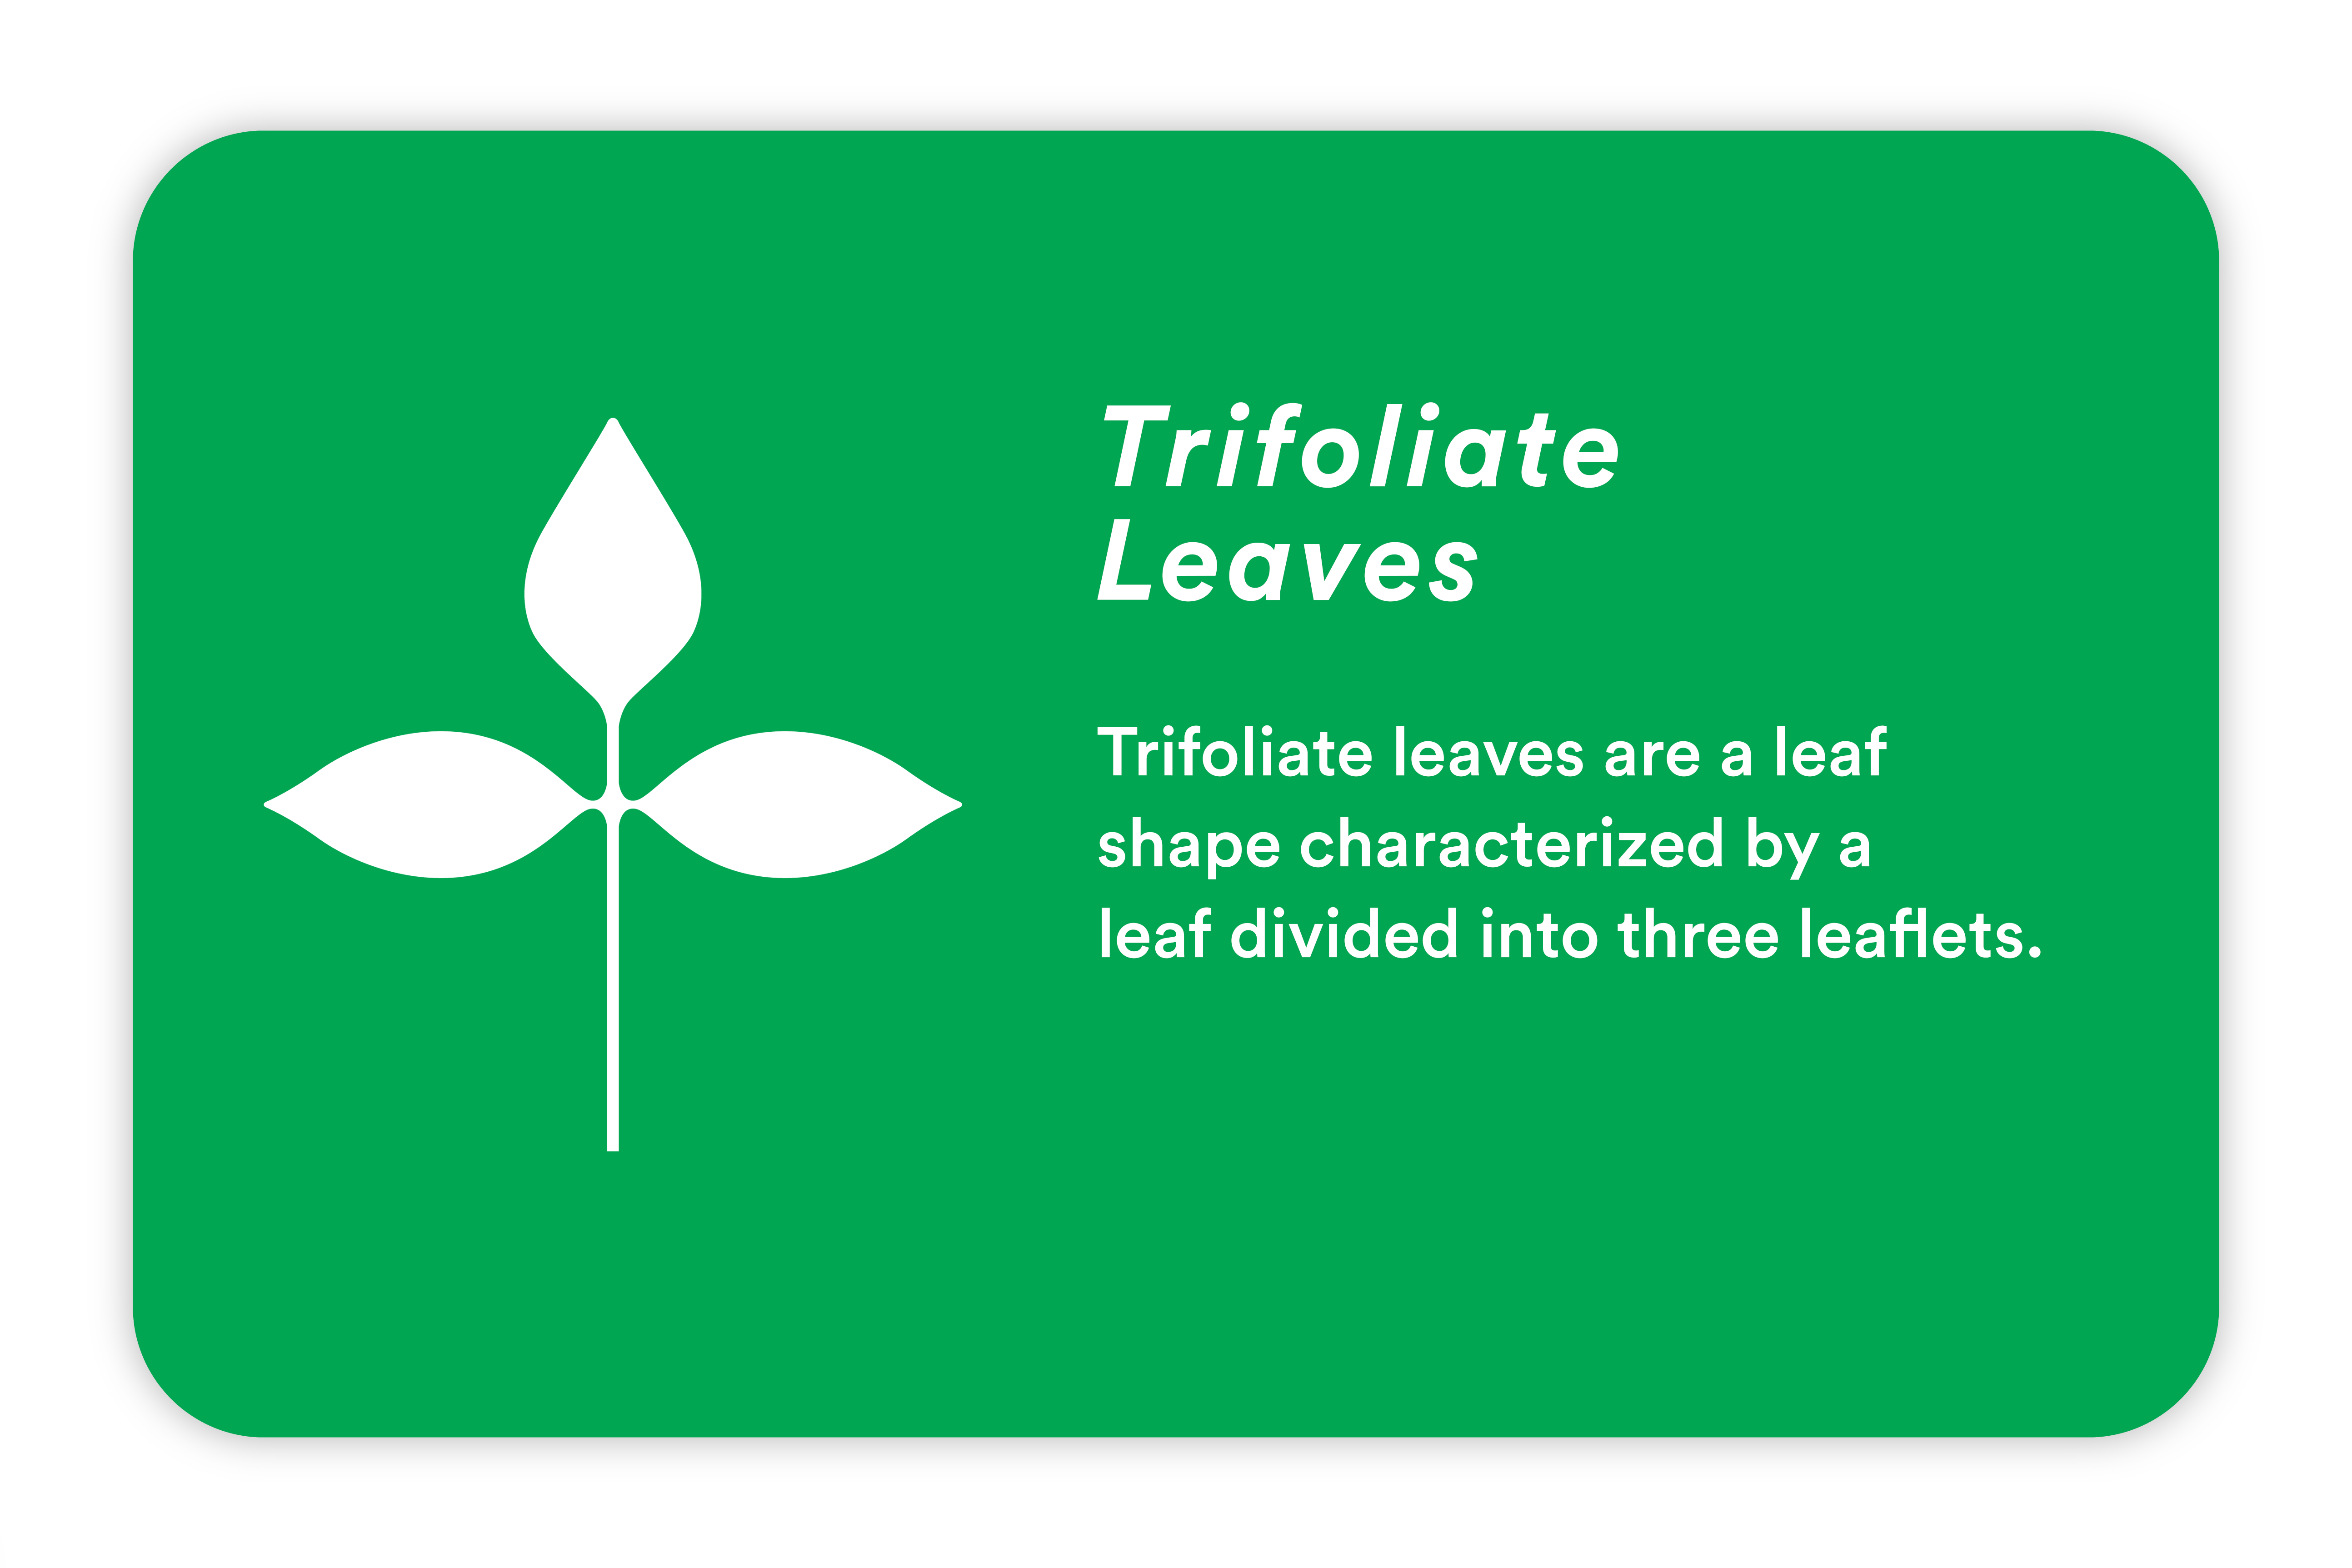 Trifoliate
Leaves
Trifoliate leaves are a leaf
shape characterized by a
leaf divided into three leaflets.